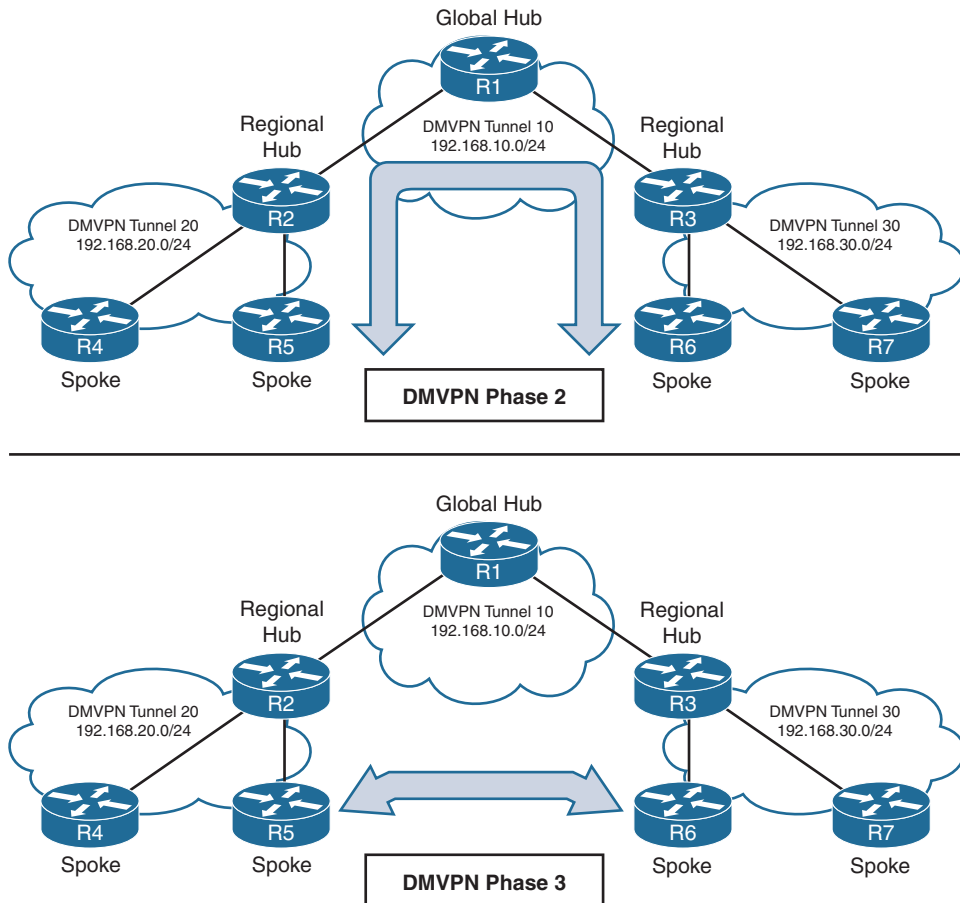 Global Hub
R1
DMVPN Tunnel 10
192.168.10.0/24
Regional
Hub
R2
Regional
Hub
R3
DMVPN Tunnel 20
192.168.20.0/24
DMVPN Tunnel 30
192.168.30.0/24
R4
R5
R6
R7
Spoke
Spoke
Spoke
Spoke
DMVPN Phase 2
Global Hub
R1
DMVPN Tunnel 10
192.168.10.0/24
Regional
Hub
R2
Regional
Hub
R3
DMVPN Tunnel 20
192.168.20.0/24
DMVPN Tunnel 30
192.168.30.0/24
R4
R5
R6
R7
Spoke
Spoke
Spoke
Spoke
DMVPN Phase 3